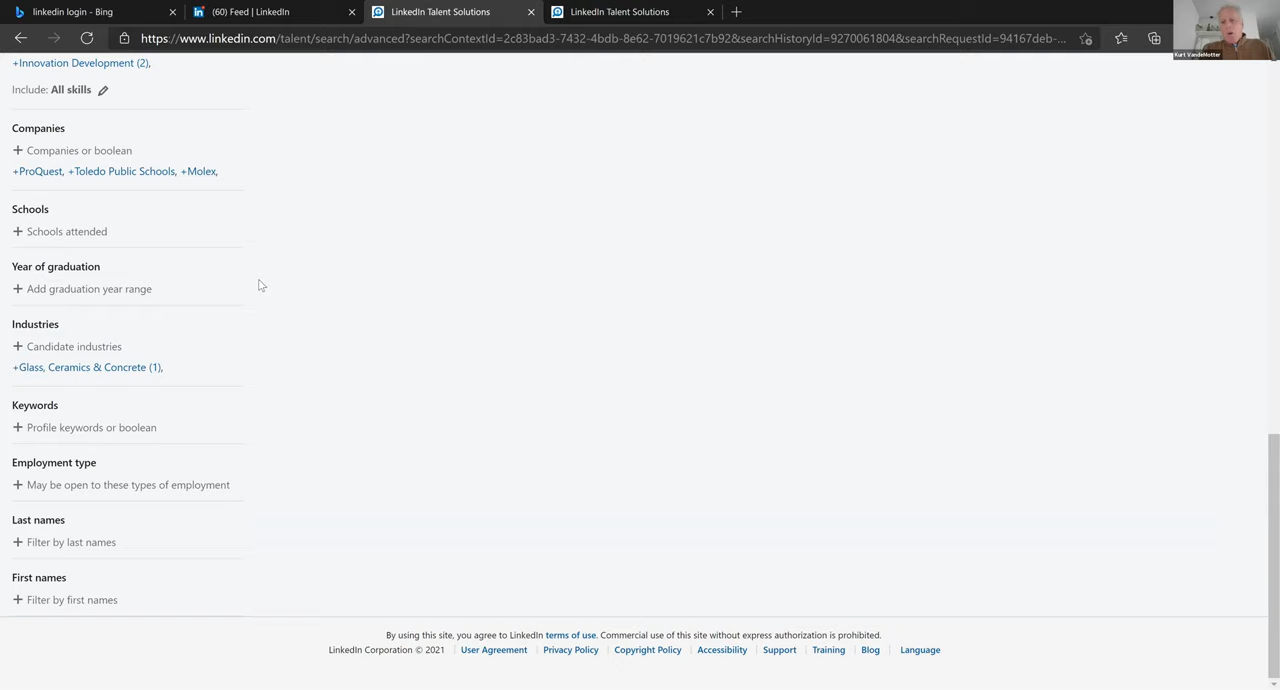 linkedin login - Bing
(60) Feed | LinkedIn
LinkedIn Talent Solutions
LinkedIn Talent Solutions
https://www.linkedin.com/talent/search/advanced?searchContextId=2c83bad3-7432-4bdb-8e62-7019621c7b92&searchHistoryId=9270061804&searchRequestId=94167deb-...
Kurt VandeMotter
+Innovation Development (2),
Include: All skills
Companies
+ Companies or boolean
+ProQuest, +Toledo Public Schools, +Molex,
Schools
+ Schools attended
Year of graduation
+ Add graduation year range
Industries
+ Candidate industries
+Glass, Ceramics & Concrete (1),
Keywords
+ Profile keywords or boolean
Employment type
+ May be open to these types of employment
Last names
+ Filter by last names
First names
+ Filter by first names
By using this site, you agree to LinkedIn terms of use. Commercial use of this site without express authorization is prohibited.
LinkedIn Corporation © 2021 | User Agreement | Privacy Policy | Copyright Policy | Accessibility | Support | Training | Blog | Language